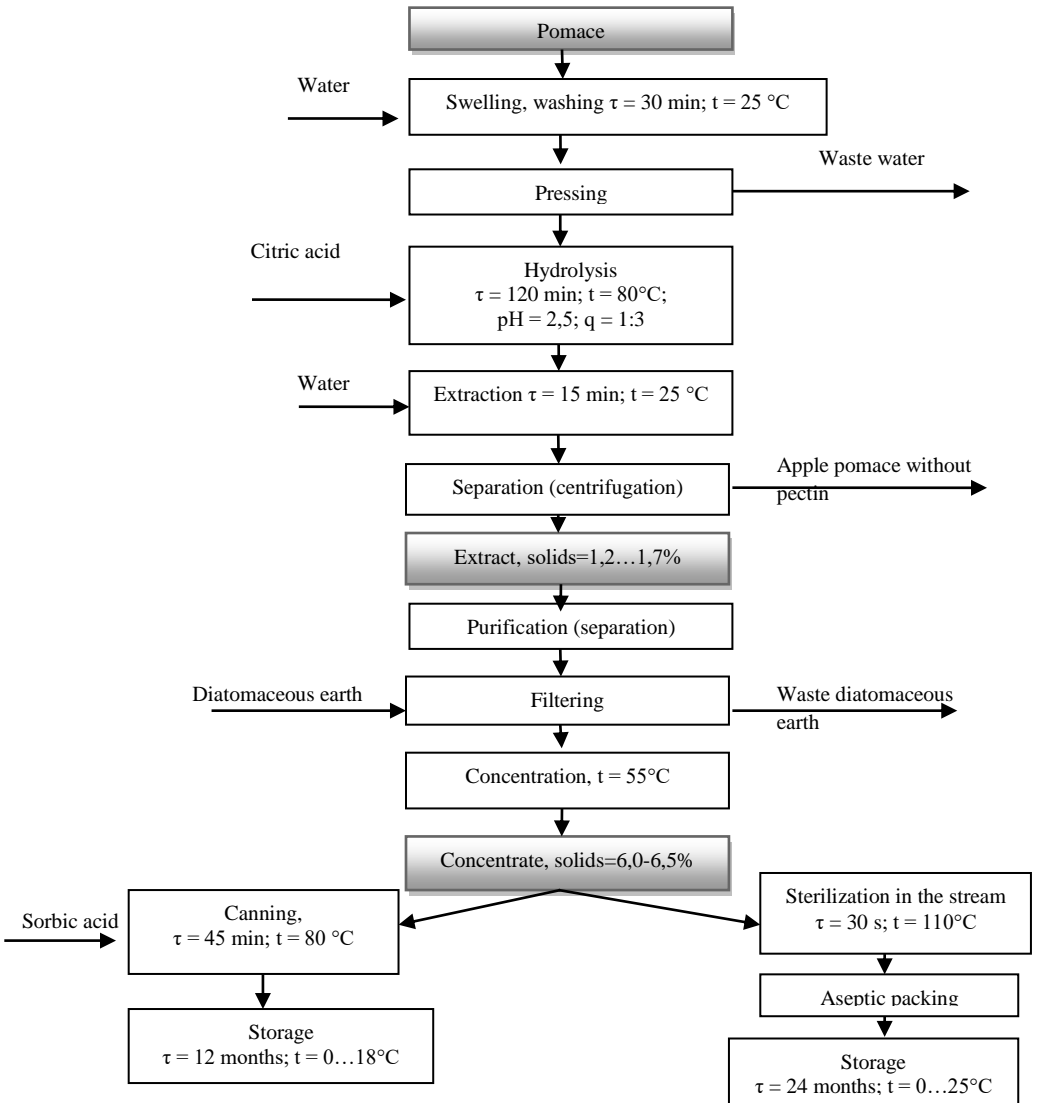 Pomace
Water
Swelling, washing τ = 30 min; t = 25 °C
Waste water
Pressing
Citric acid
Hydrolysis
τ = 120 min; t = 80°C;
pH = 2,5; q = 1:3
Water
Extraction τ = 15 min; t = 25 °C
Separation (centrifugation)
Apple pomace without
pectin
Extract, solids=1,2…1,7%
Purification (separation)
Diatomaceous earth
Filtering
Waste diatomaceous
earth
Concentration, t = 55°C
Concentrate, solids=6,0-6,5%
Sorbic acid
Canning,
τ = 45 min; t = 80 °C
Sterilization in the stream
τ = 30 s; t = 110°C
Aseptic packing
Storage
τ = 12 months; t = 0…18°C
Storage
τ = 24 months; t = 0…25°C